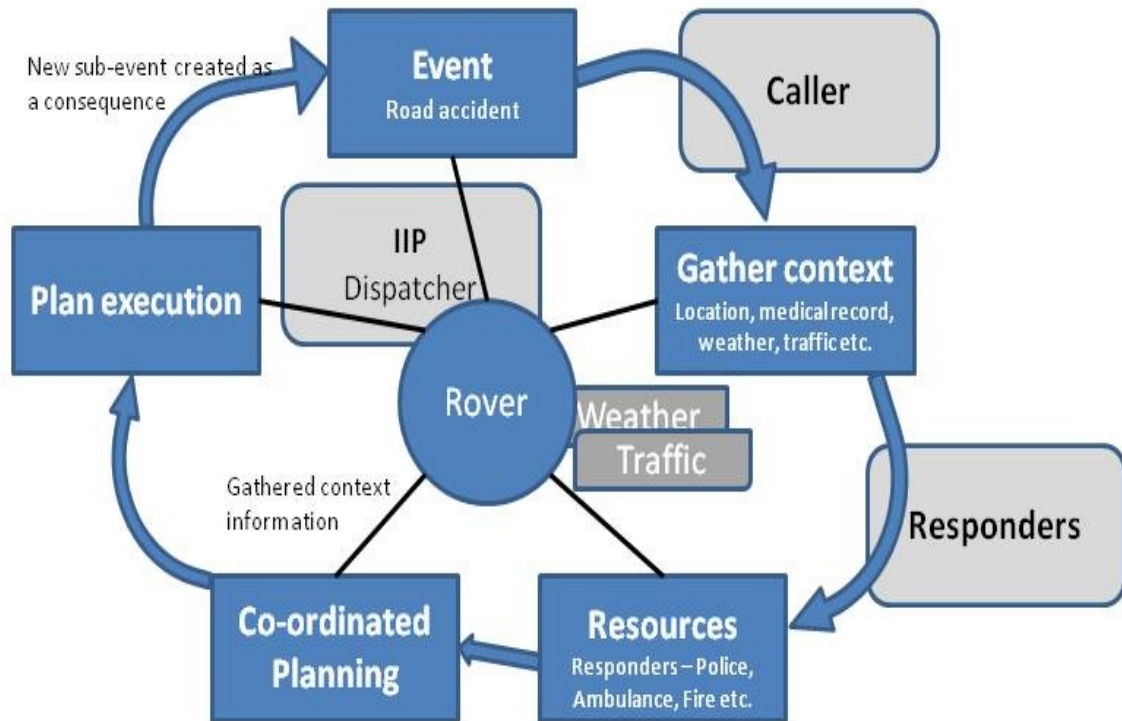 New sub-event created as
a consequence
Event
Road accident
Caller
IIP
Dispatcher
Plan execution
Gather context
Location, medical record,
weather, traffic etc.
Rover
Weather
Traffic
Gathered context
information
Responders
Co-ordinated
Planning
Resources
Responders – Police,
Ambulance, Fire etc.